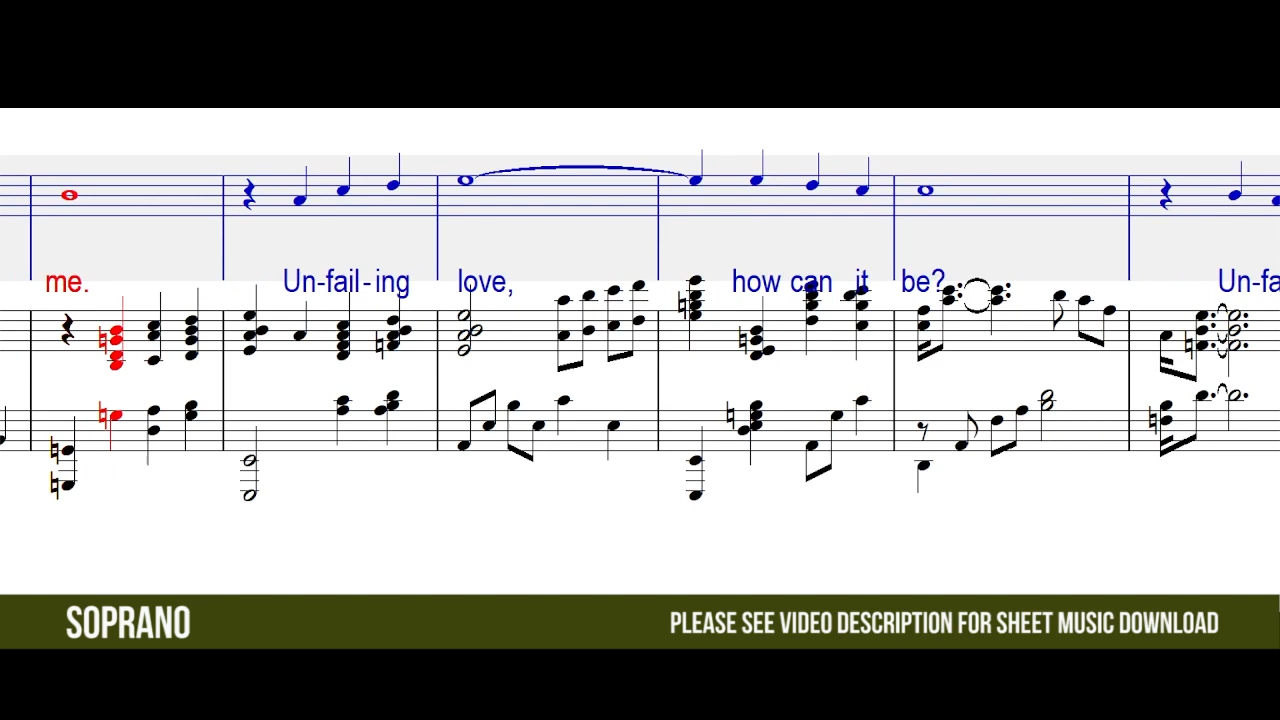 me. Un-fail-ing love, how can it be? Un-fa
SOPRANO
PLEASE SEE VIDEO DESCRIPTION FOR SHEET MUSIC DOWNLOAD